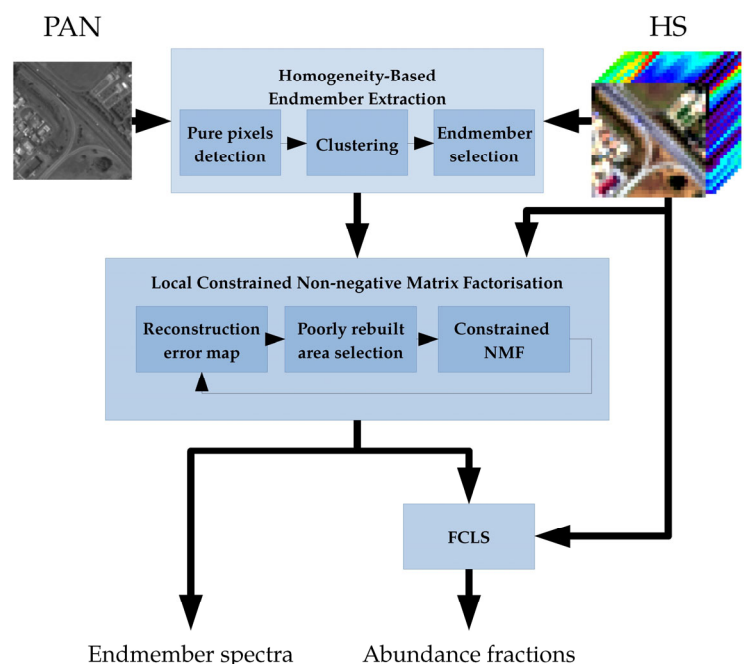 PAN
HS
Homogeneity-Based
Endmember Extraction
Pure pixels
detection
Clustering
Endmember
selection
Local Constrained Non-negative Matrix Factorisation
Reconstruction
error map
Poorly rebuilt
area selection
Constrained
NMF
FCLS
Endmember spectra
Abundance fractions